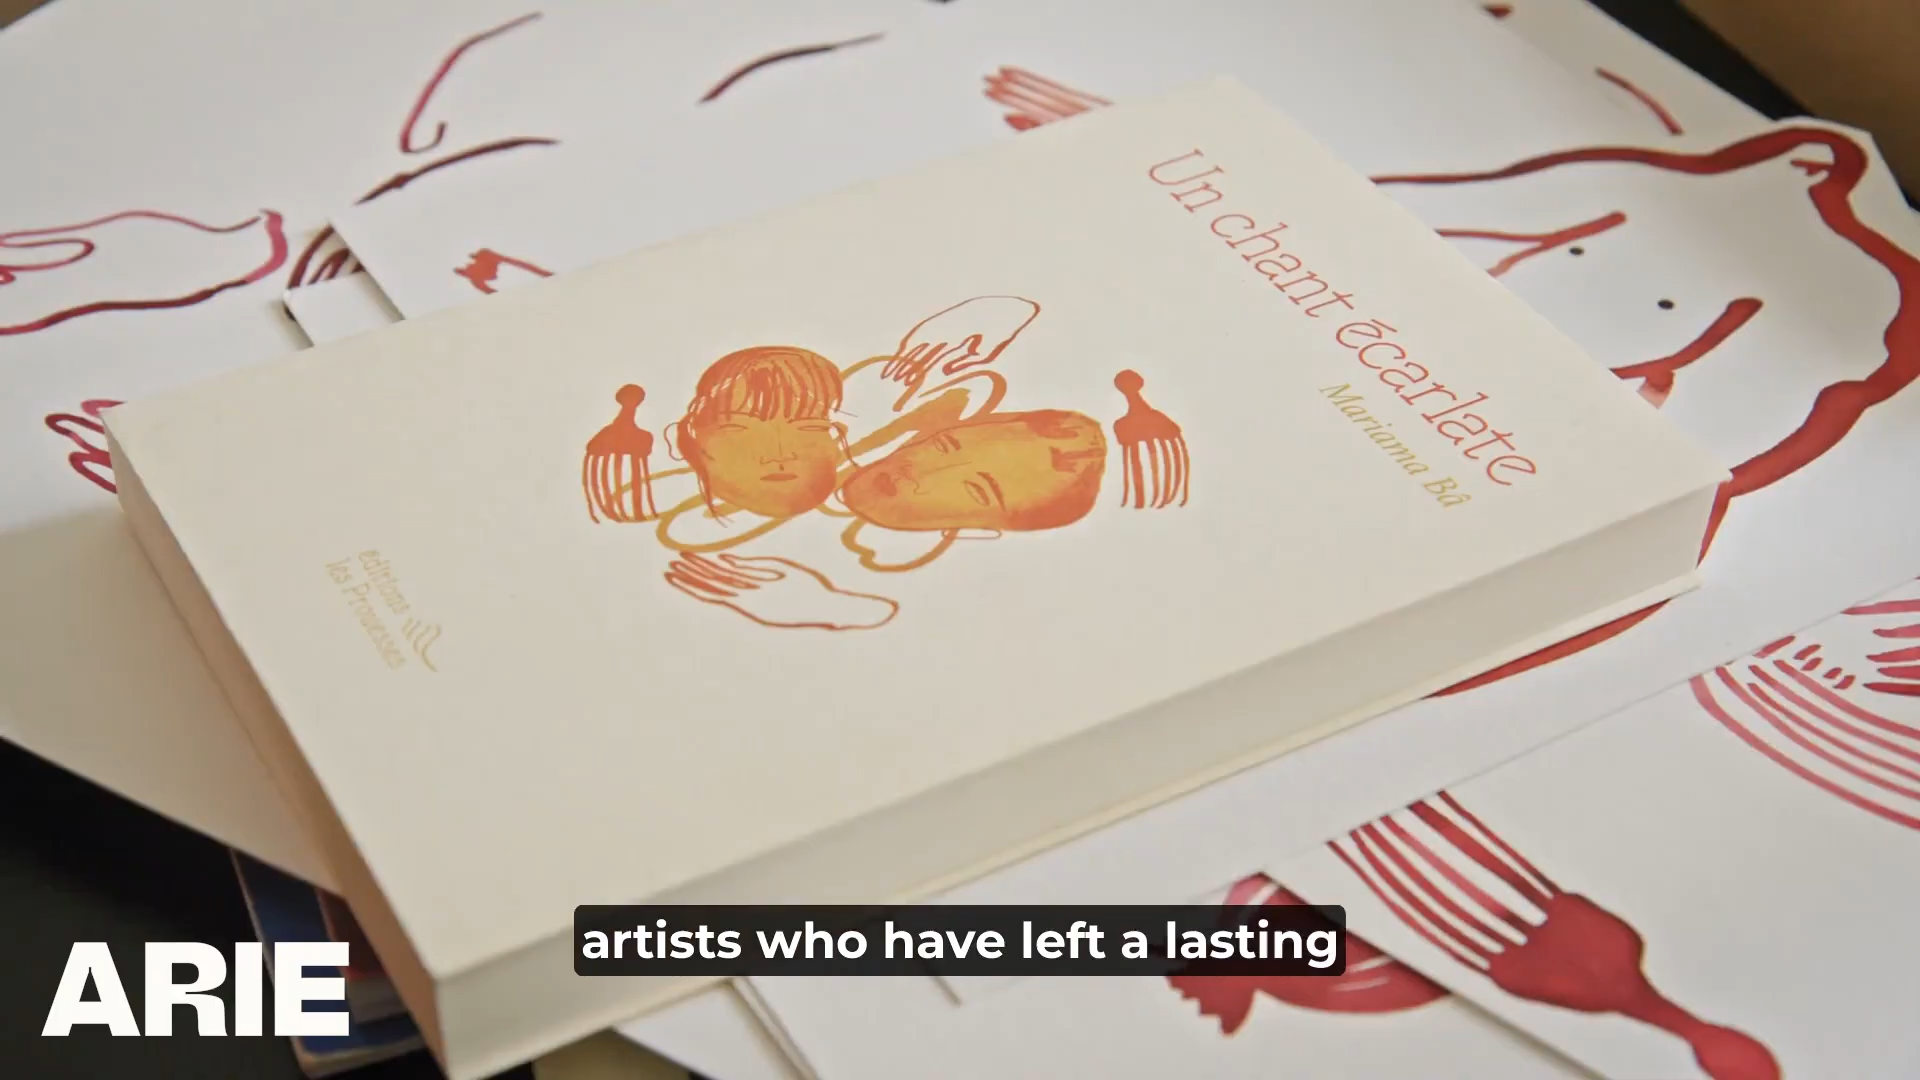 Un chant écarlate
Mariama Bâ
éditions
les Prouesses
artists who have left a lasting
ARIE